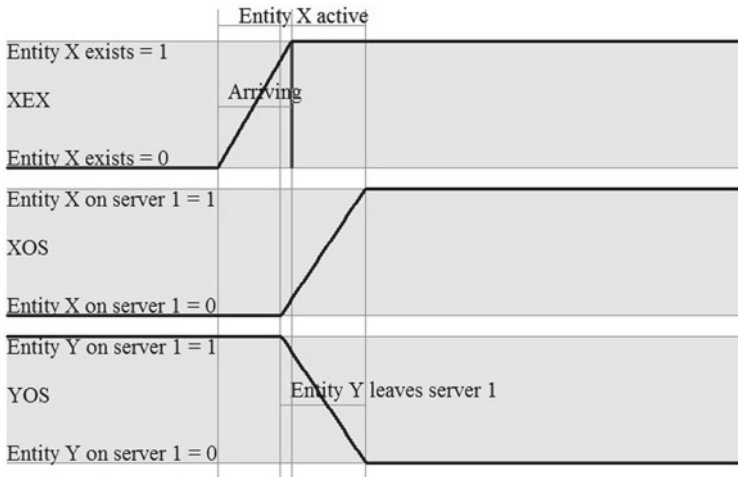 Entity X active
Entity X exists = 1
Arriving
XEX
Entity X exists = 0
Entity X on server 1 = 1
XOS
Entity X on server 1 = 0
Entity Y on server 1 = 1
Entity Y leaves server 1
YOS
Entity Y on server 1 = 0